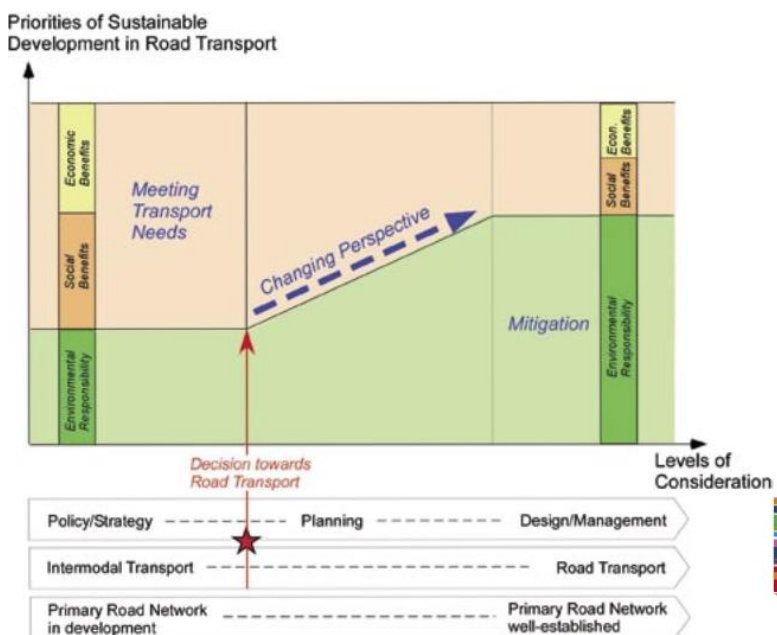 Priorities of Sustainable
Development in Road Transport
Economic
Benefits
Social
Benefits
Environmental
Responsibility
Meeting
Transport
Needs
Changing Perspective
Mitigation
Econ.
Benefits
Social
Benefits
Environmental
Responsibility
Decision towards
Road Transport
Levels of
Consideration
Policy/Strategy
Planning
Design/Management
Intermodal Transport
Road Transport
Primary Road Network
in development
Primary Road Network
well-established